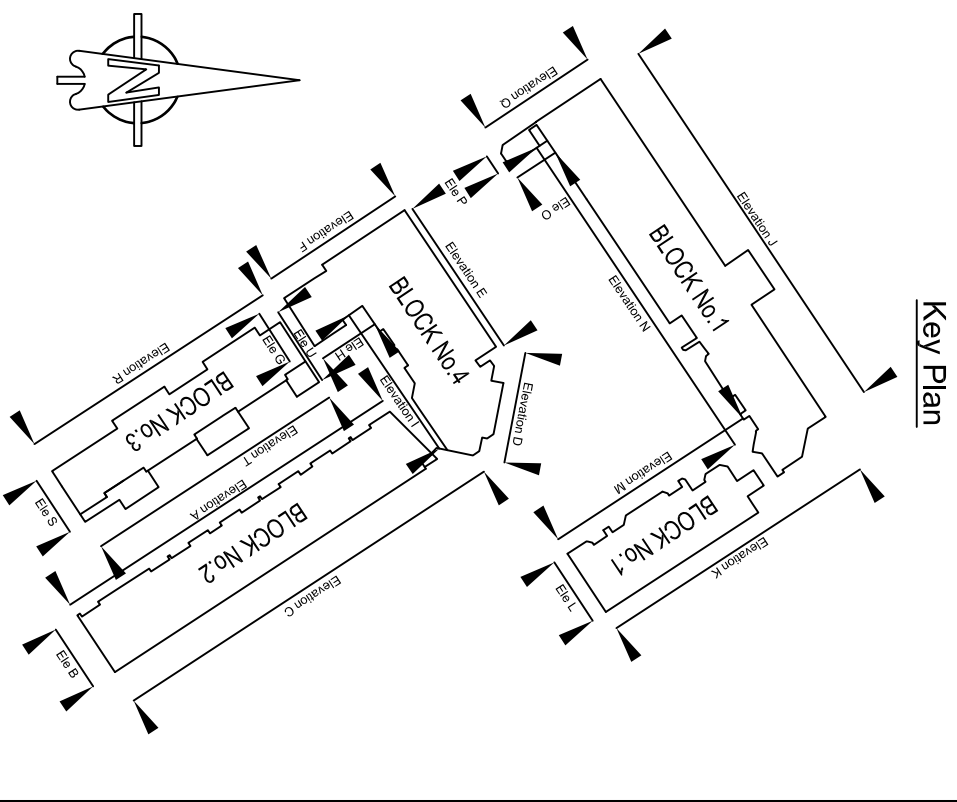 Key Plan
N
Elevation Q
Elevation J
Ele P
Ele O
Elevation F
Elevation E
BLOCK No.1
Elevation N
BLOCK No.4
Elevation R
Ele G
Ele U
Ele H
Elevation I
Elevation D
BLOCK No.3
Elevation T
Elevation A
Ele S
BLOCK No.2
Elevation C
Ele B
Elevation M
BLOCK No.1
Elevation K
Ele L